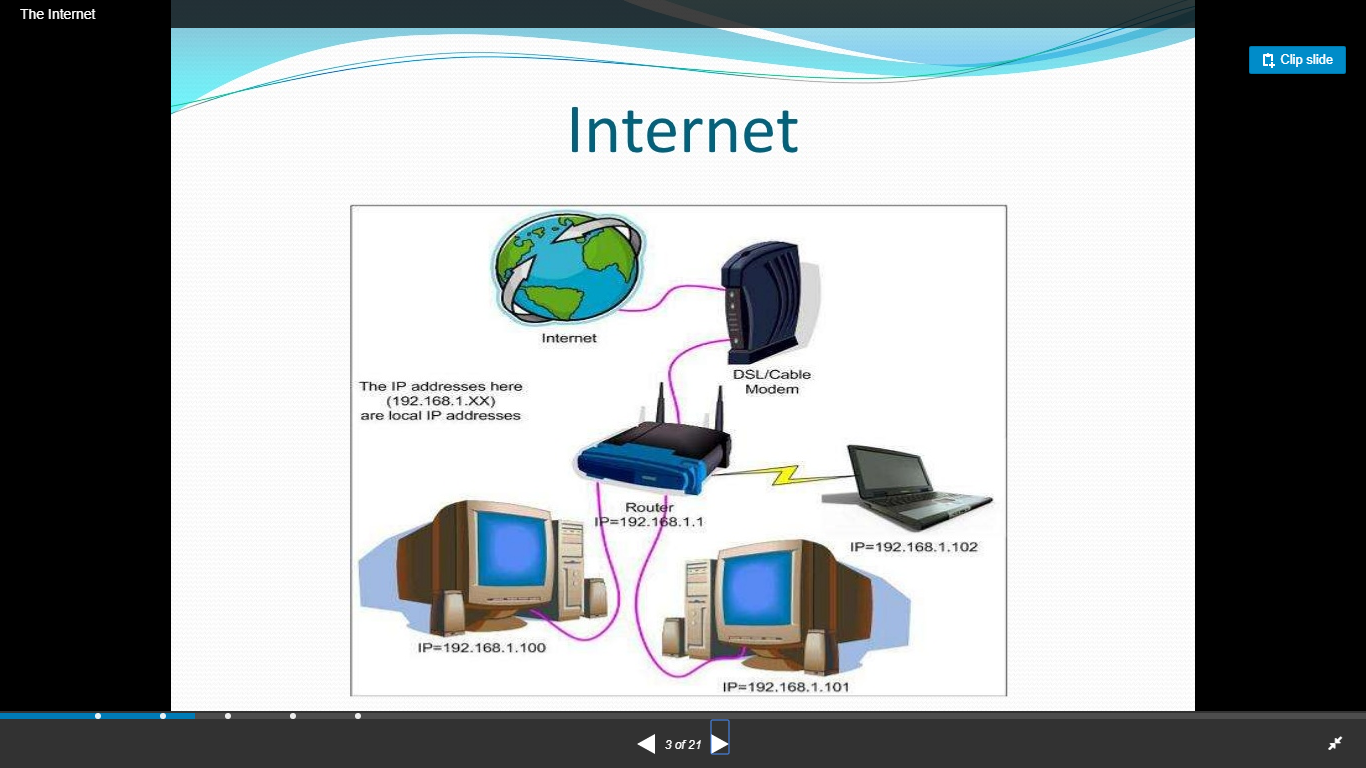 The Internet
Clip slide
Internet
Internet
DSL/Cable
Modem
The IP addresses here
(192.168.1.XX)
are local IP addresses
Router
IP=192.168.1.1
IP=192.168.1.102
IP=192.168.1.100
IP=192.168.1.101
3 of 21